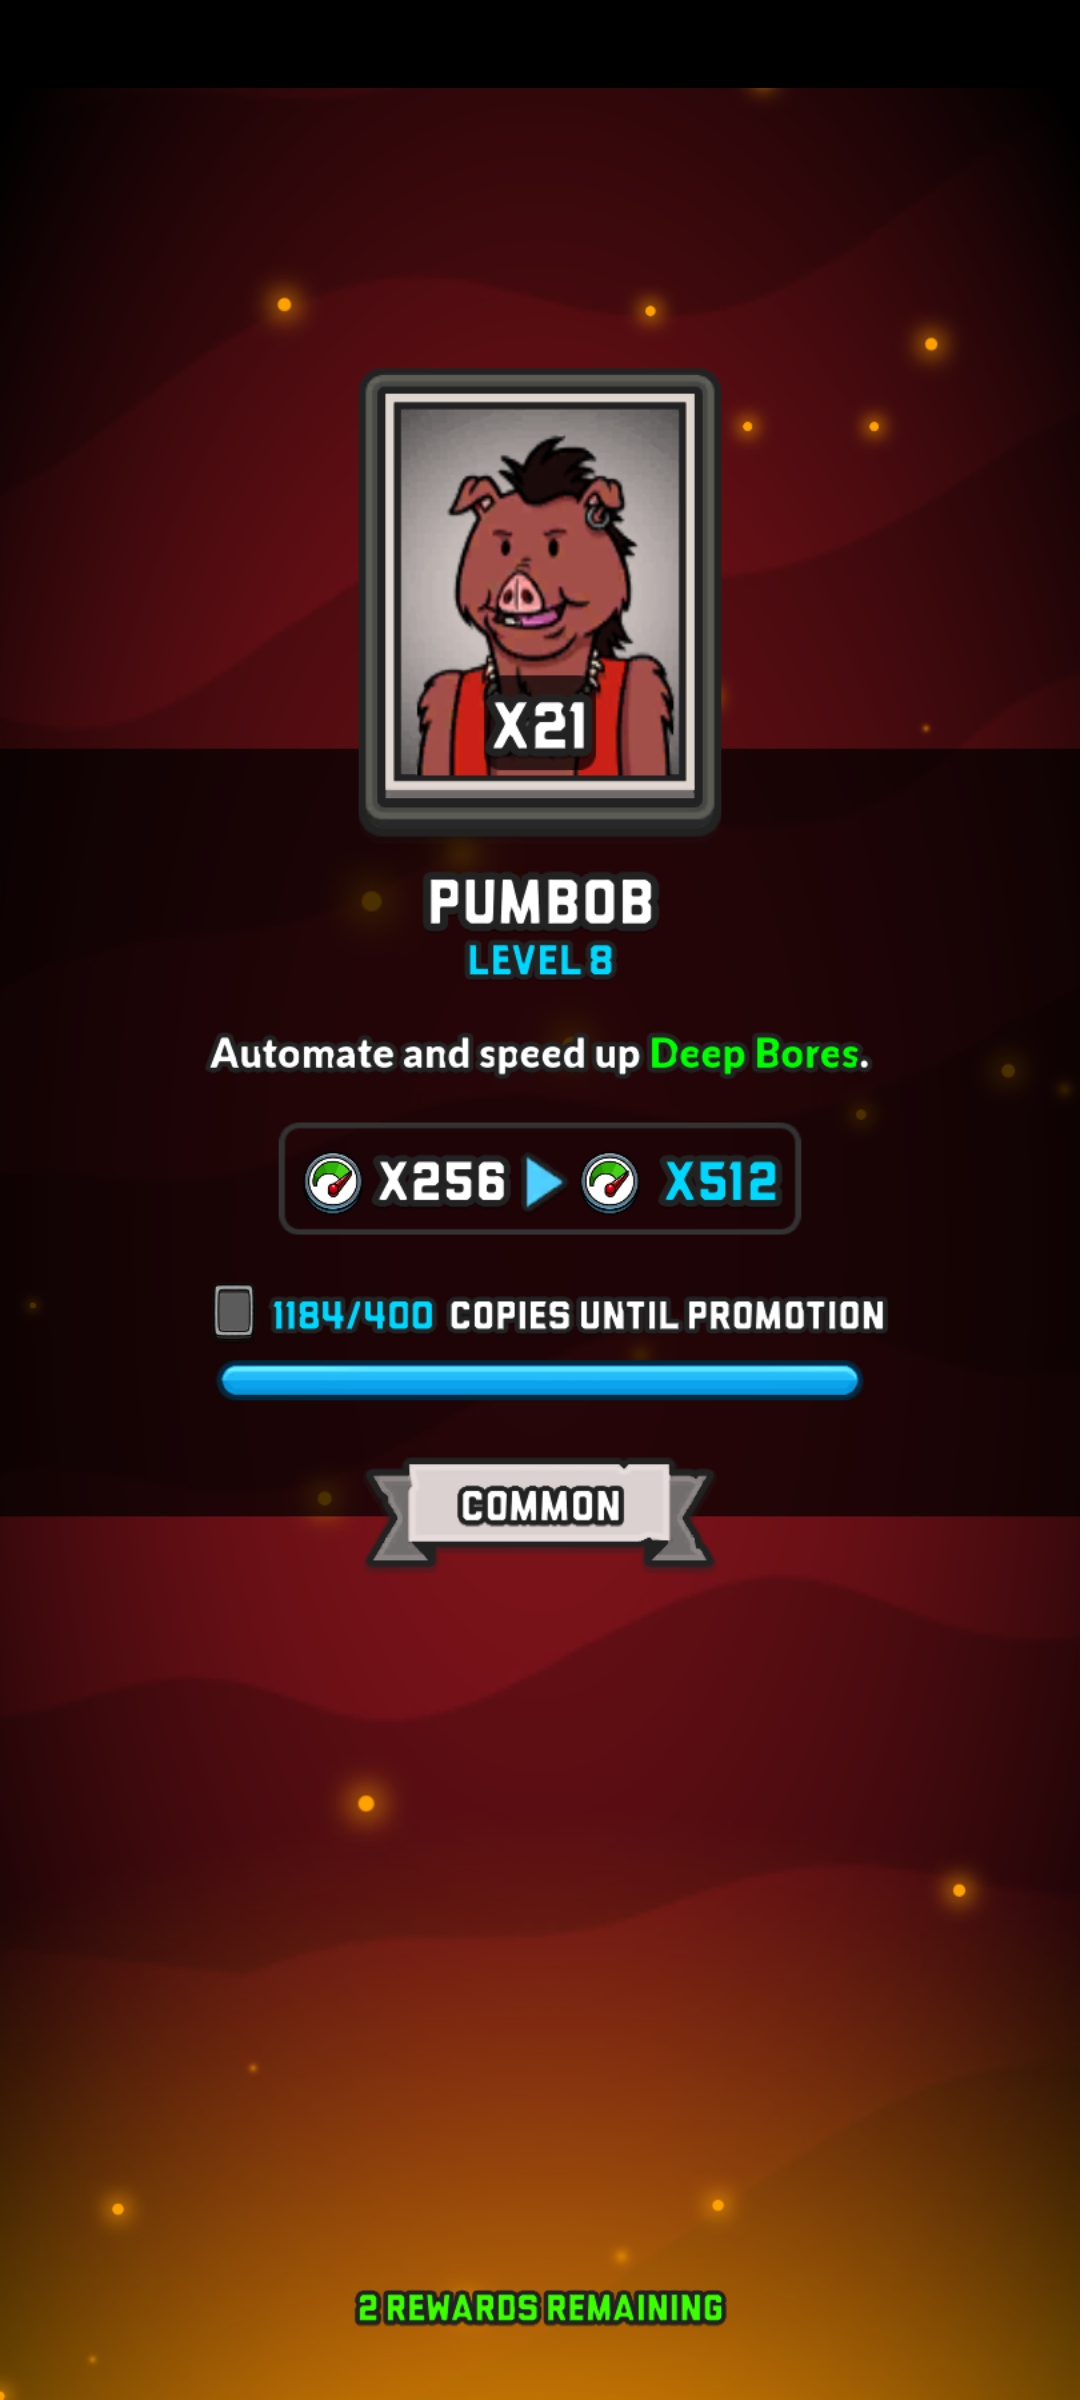 X21
PUMBOB
LEVEL 8
Automate and speed up Deep Bores.
X256 X512
1184/400 COPIES UNTIL PROMOTION
COMMON
2 REWARDS REMAINING